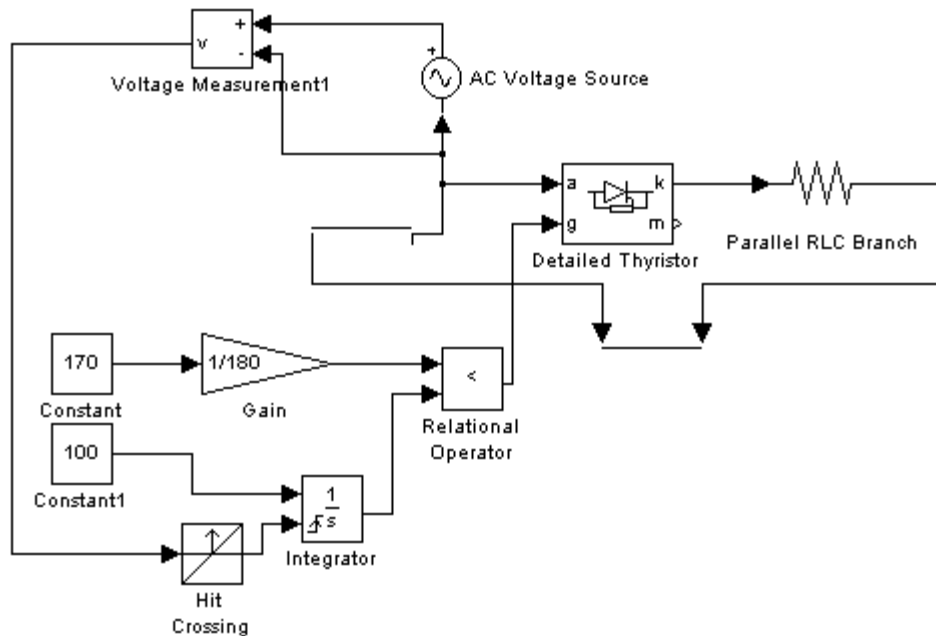 +
v
-
Voltage Measurement1
+
AC Voltage Source
a
k
g
m
Detailed Thyristor
Parallel RLC Branch
170
Constant
1/180
Gain
<
Relational
Operator
100
Constant1
1
s
Integrator
Hit
Crossing